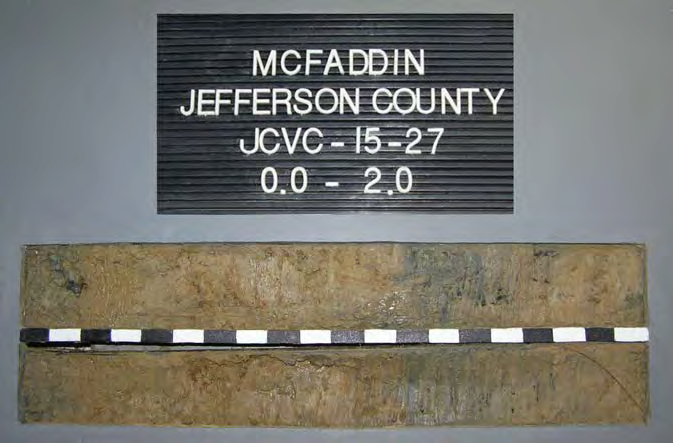 MCFADDIN
JEFFERSON COUNTY
JCVC-15-27
0.0 - 2.0